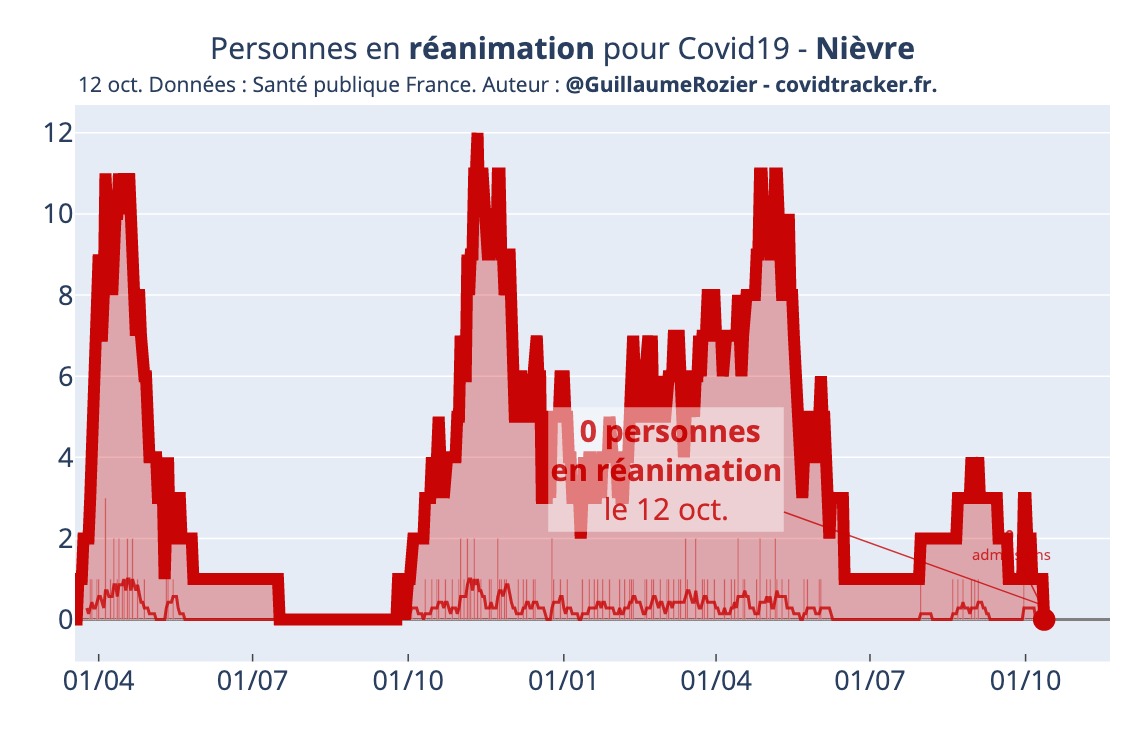 Personnes en réanimation pour Covid19 - Nièvre
12 oct. Données : Santé publique France. Auteur : @GuillaumeRozier - covidtracker.fr.
12
10
8
6
4
2
0
0 personnes
en réanimation
le 12 oct.
01/04
01/07
01/10
01/01
01/04
01/07
01/10